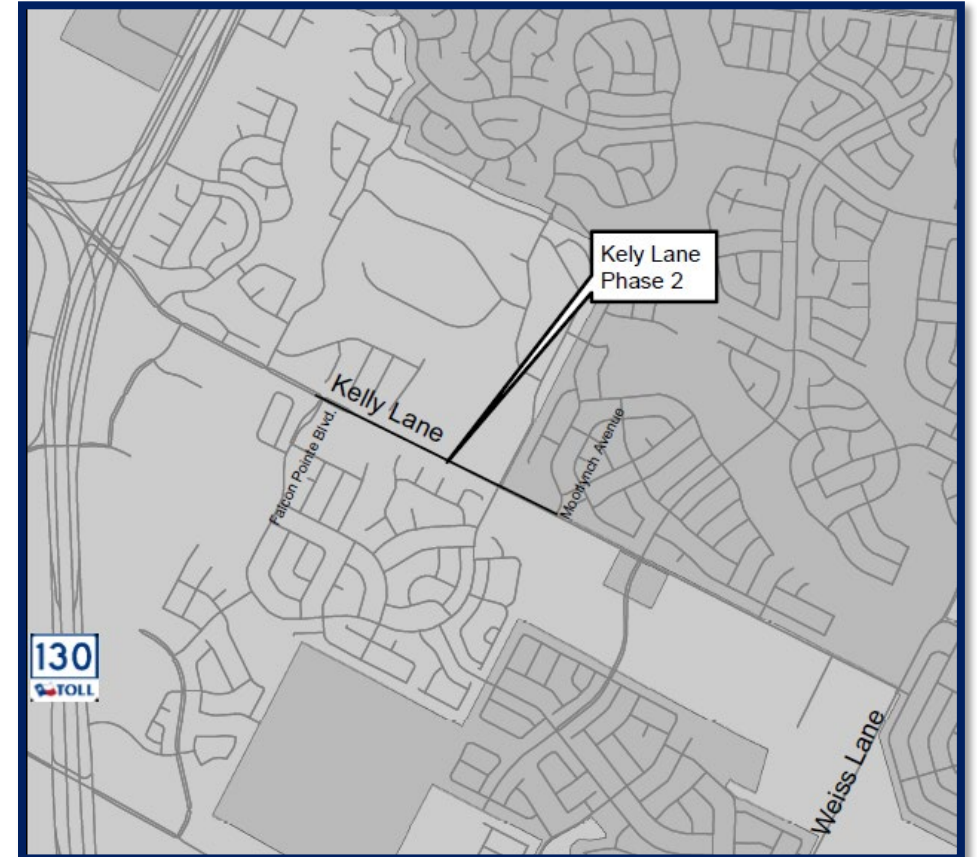 Kely Lane
Phase 2
Kelly Lane
Falcon Pointe Blvd.
Moorlynch Avenue
130
TOLL
Weiss Lane